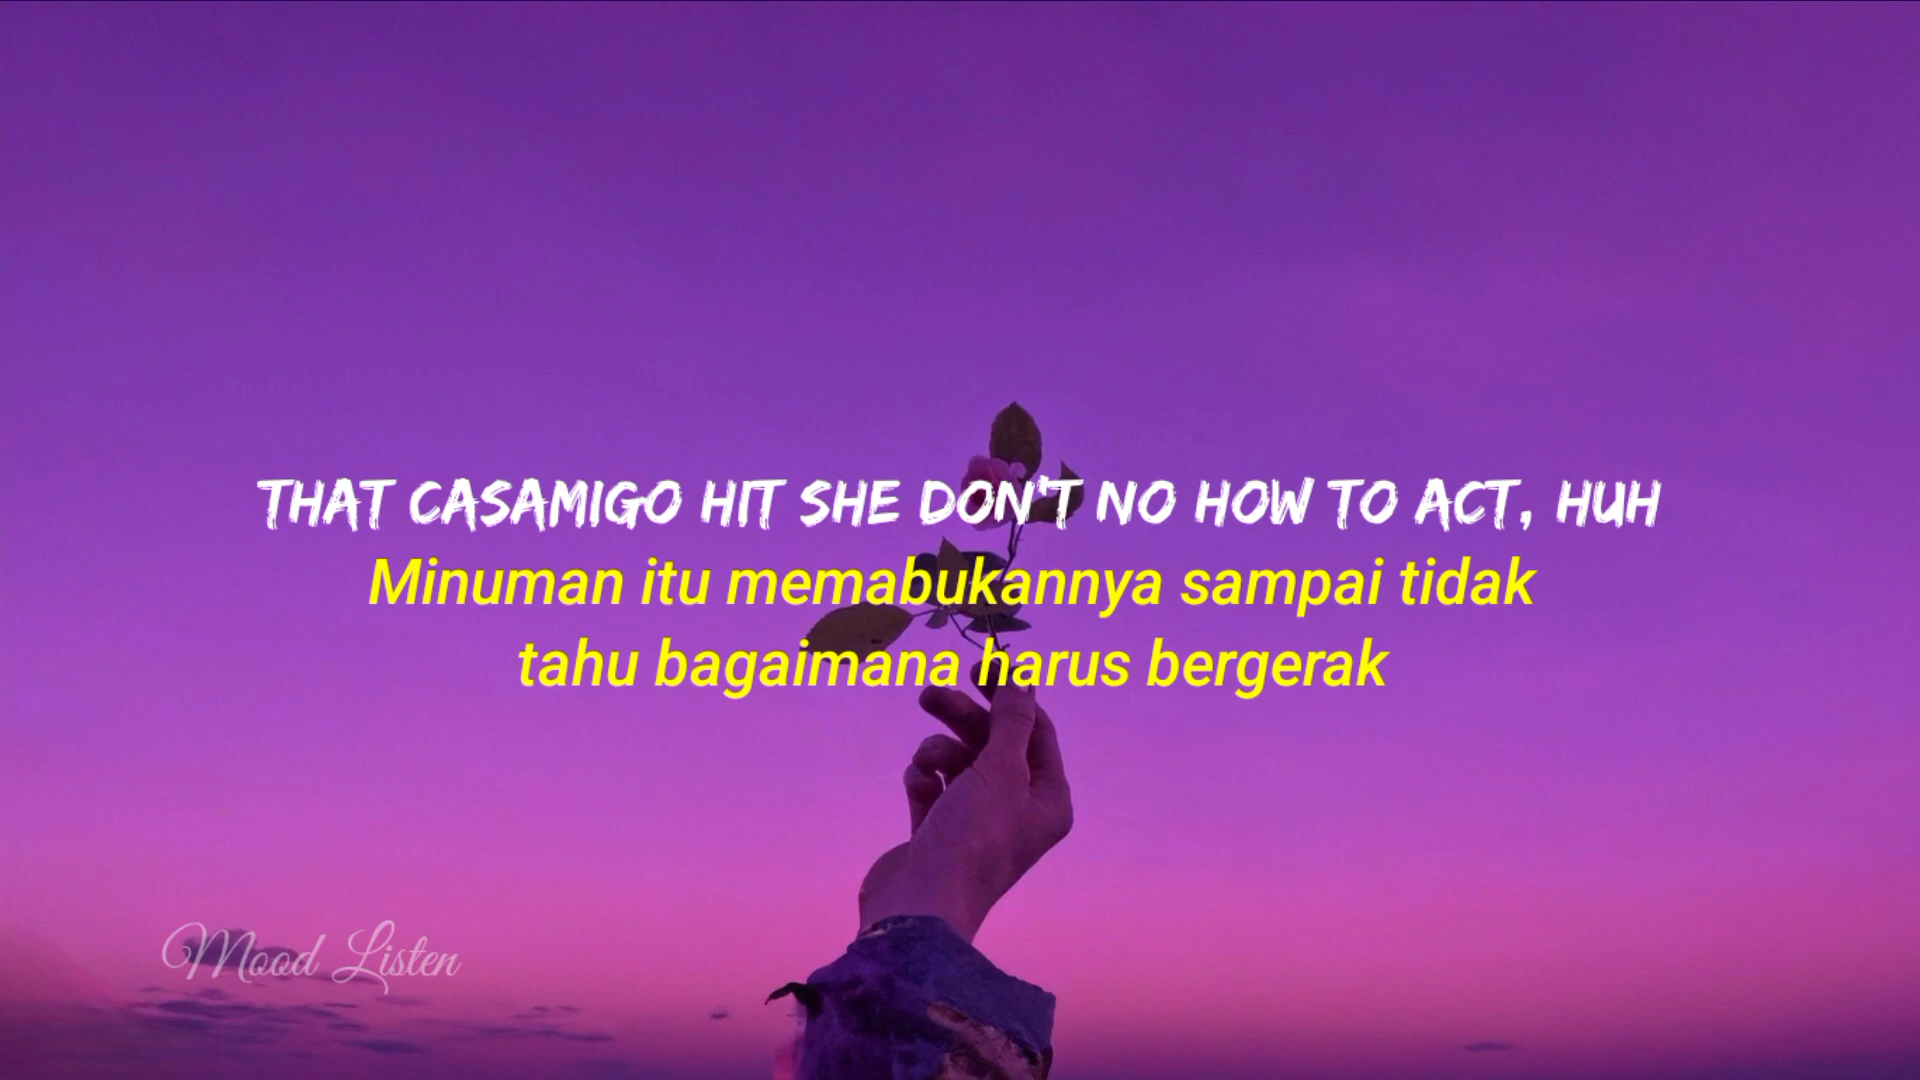 THAT CASAMIGO HIT SHE DON'T NO HOW TO ACT, HUH
Minuman itu memabukannya sampai tidak
tahu bagaimana harus bergerak
Mood Listen